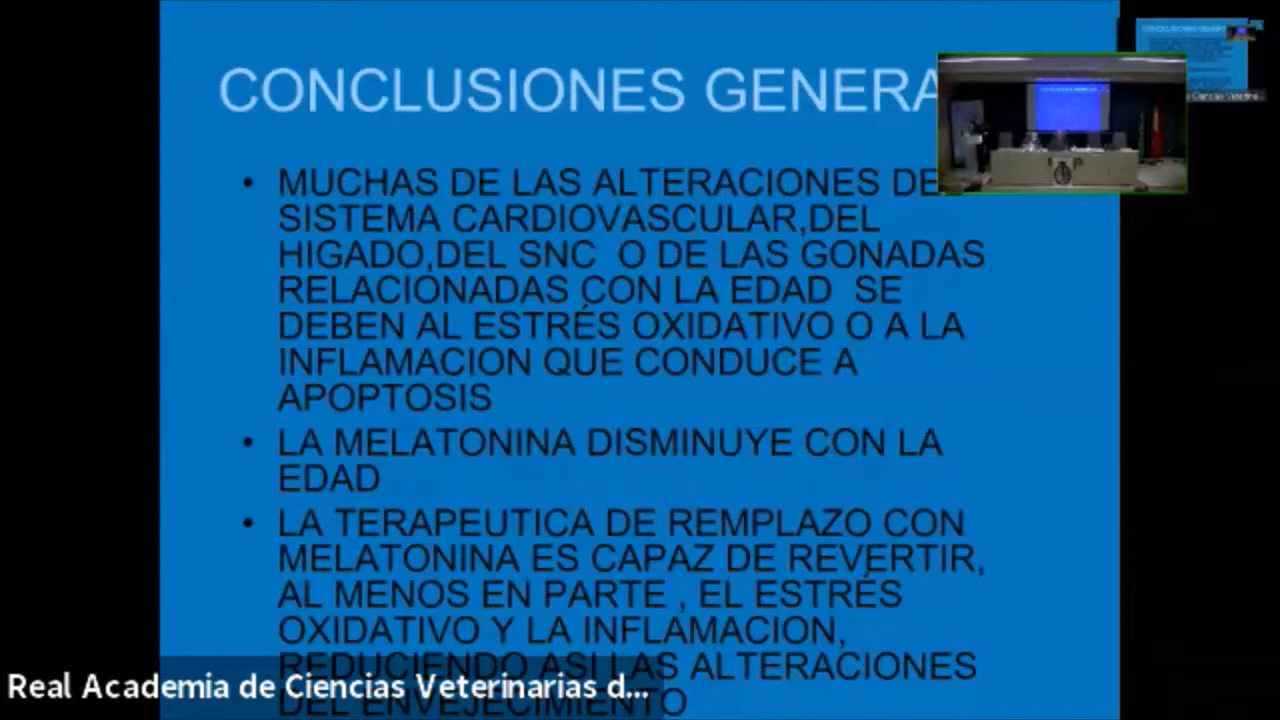 CONCLUSIONES GENERA
• MUCHAS DE LAS ALTERACIONES DE
SISTEMA CARDIOVASCULAR,DEL
HIGADO,DEL SNC O DE LAS GONADAS
RELACIONADAS CON LA EDAD SE
DEBEN AL ESTRÉS OXIDATIVO O A LA
INFLAMACION QUE CONDUCE A
APOPTOSIS
• LA MELATONINA DISMINUYE CON LA
EDAD
• LA TERAPEUTICA DE REMPLAZO CON
MELATONINA ES CAPAZ DE REVERTIR,
AL MENOS EN PARTE , EL ESTRÉS
OXIDATIVO Y LA INFLAMACION,
REDUCIENDO ASI LAS ALTERACIONES
DEL ENVEJECIMIENTO
Real Academia de Ciencias Veterinarias d...